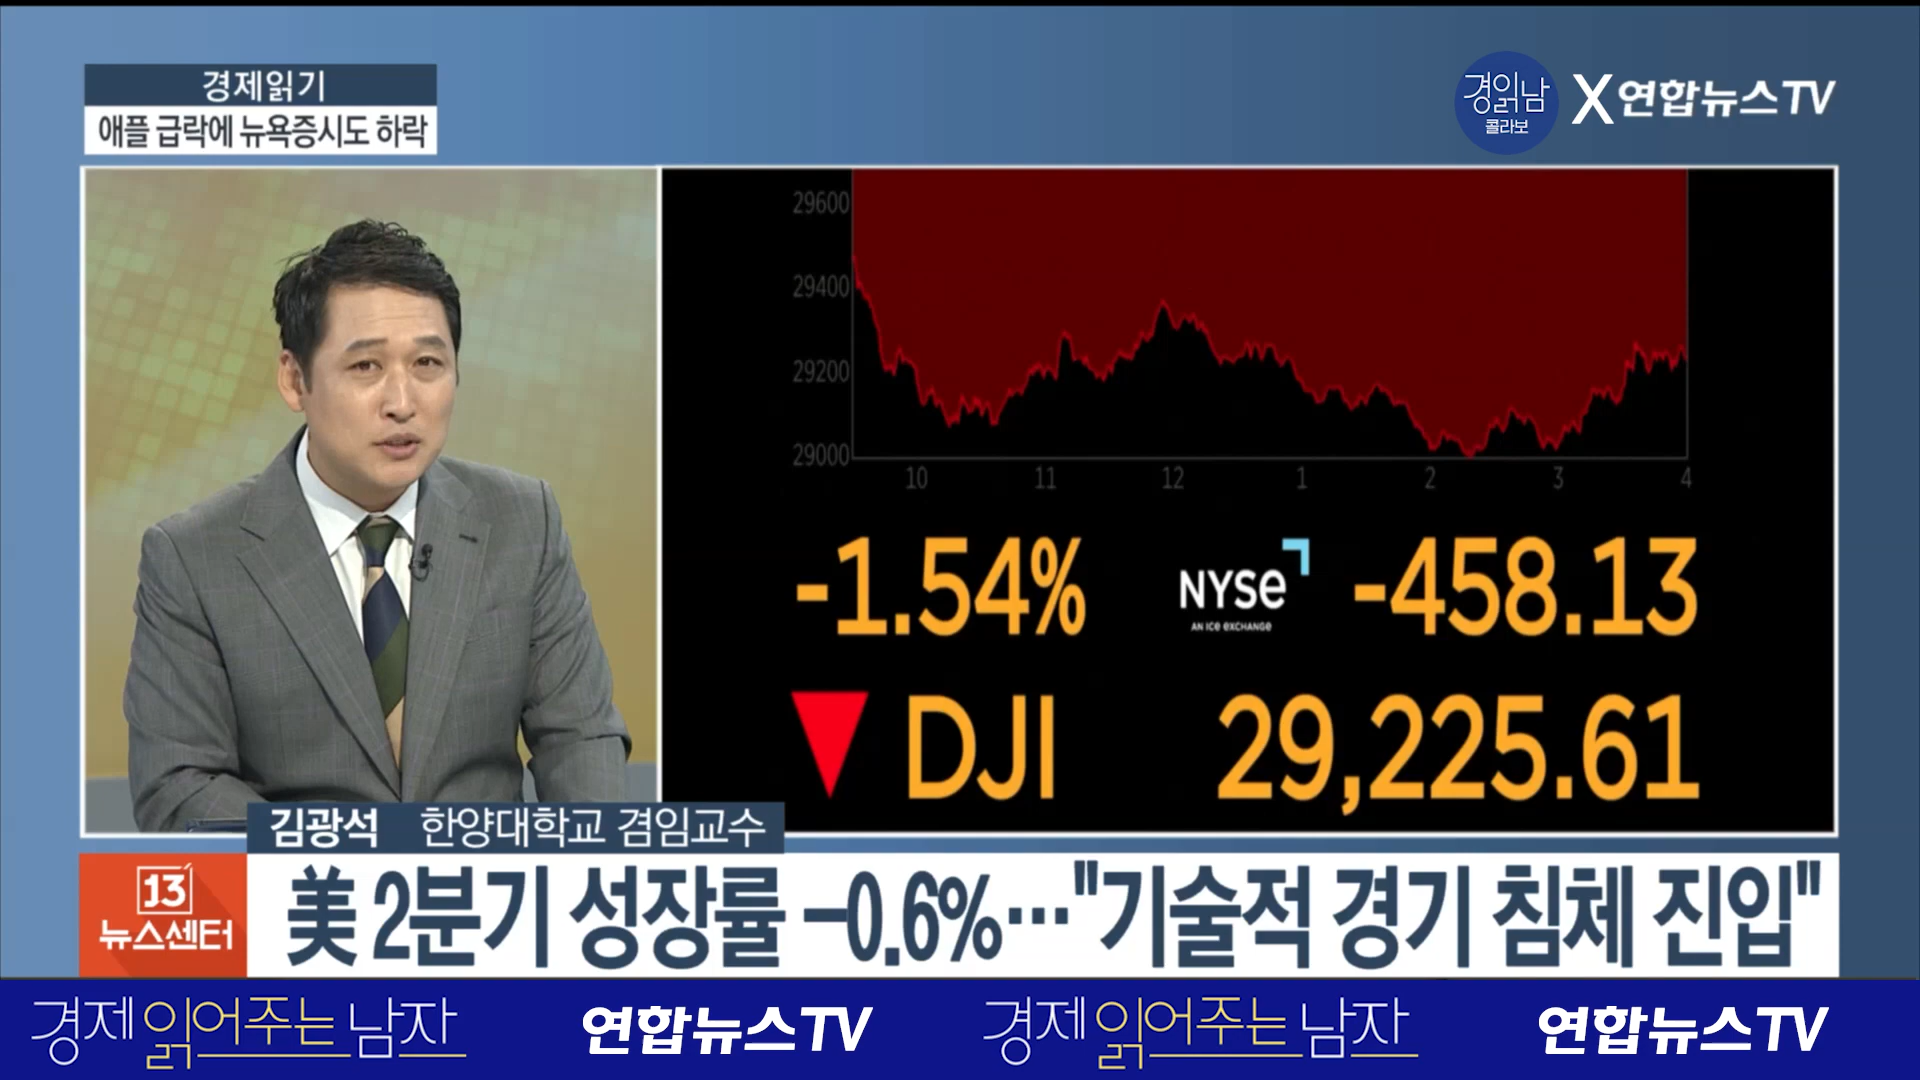 경제읽기
애플 급락에 뉴욕증시도 하락
경읽남
콜라보
X 연합뉴스TV
29600
29400
29200
29000
10 11 12 1 2 3 4
-1.54% NYSE -458.13
AN ICE EXCHANGE
DJI 29,225.61
김광석 한양대학교 겸임교수
13
뉴스센터
美 2분기 성장률 -0.6%…"기술적 경기 침체 진입"
경제 읽어주는 남자 연합뉴스TV 경제 읽어주는 남자 연합뉴스TV